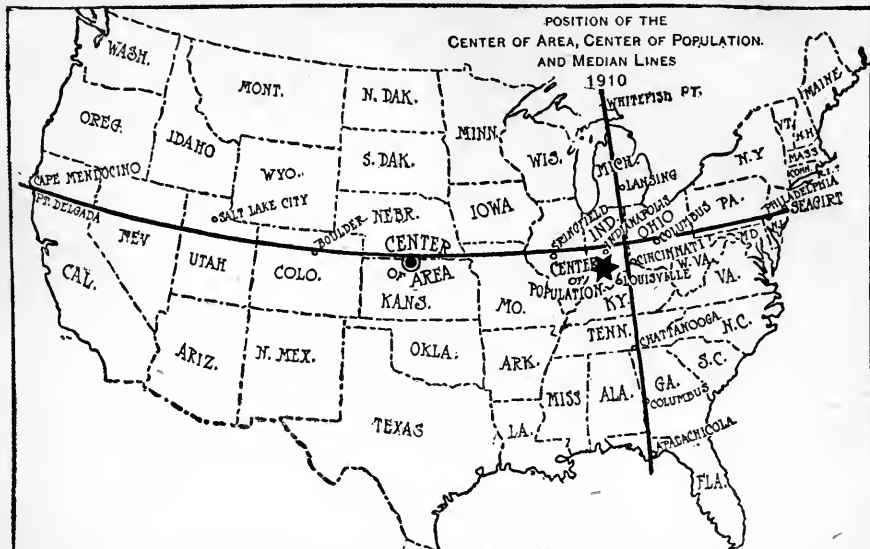 POSITION OF THE
CENTER OF AREA, CENTER OF POPULATION.
AND MEDIAN LINES
1910
WHITEFISH PT.
WASH.
MONT.
N. DAK.
MINN.
MAINE
VT.
N.H.
OREG.
IDAHO
WYO.
S. DAK.
WIS.
MICH.
LANSING
N.Y
MASS
CONN.
R.I.
CAPE MENDOCINO
PT. DELGADA
SALT LAKE CITY
NEBR.
IOWA
SPRINGFIELD
IND.
INDIANAPOLIS
OHIO
COLUMBUS
PA.
PHILADELPHIA
SEAGIRT
NEV
BOULDER
CENTER
OF AREA
CENTER
OF
POPULATION
CINCINNATI
MD.
W. VA.
LOUISVILLE
CAL.
UTAH
COLO.
KANS.
MO.
KY.
VA.
TENN.
CHATTANOOGA
N.C.
ARIZ.
N. MEX.
OKLA.
ARK.
S.C.
MISS
ALA.
GA.
COLUMBUS
TEXAS
LA.
APALACHICOLA
FLA.